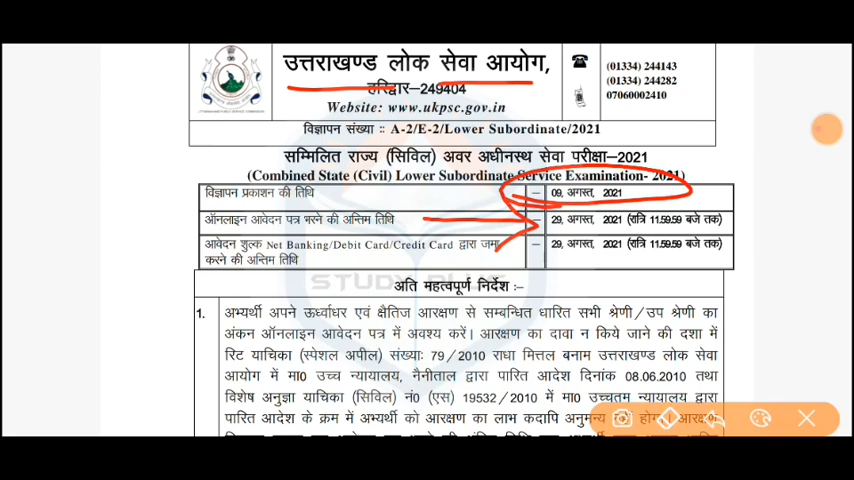 उत्तराखण्ड लोक सेवा आयोग,
हरिद्वार-249404
Website: www.ukpsc.gov.in
(01334) 244143
(01334) 244282
07060002410
विज्ञापन संख्या :: A-2/E-2/Lower Subordinate/2021
सम्मिलित राज्य (सिविल) अवर अधीनस्थ सेवा परीक्षा-2021
(Combined State (Civil) Lower Subordinate Service Examination- 2021)
विज्ञापन प्रकाशन की तिथि – 09, अगस्त, 2021
ऑनलाइन आवेदन पत्र भरने की अन्तिम तिथि – 29, अगस्त, 2021 (रात्रि 11.59.59 बजे तक)
आवेदन शुल्क Net Banking/Debit Card/Credit Card द्वारा जमा – 29, अगस्त, 2021 (रात्रि 11.59.59 बजे तक)
करने की अन्तिम तिथि
STUDY
अति महत्वपूर्ण निर्देश :-
1. अभ्यर्थी अपने ऊर्ध्वाधर एवं क्षैतिज आरक्षण से सम्बन्धित धारित सभी श्रेणी/उप श्रेणी का
अंकन ऑनलाइन आवेदन पत्र में अवश्य करें। आरक्षण का दावा न किये जाने की दशा में
रिट याचिका (स्पेशल अपील) संख्या: 79/2010 राधा मित्तल बनाम उत्तराखण्ड लोक सेवा
आयोग में मा0 उच्च न्यायालय, नैनीताल द्वारा पारित आदेश दिनांक 08.06.2010 तथा
विशेष अनुज्ञा याचिका (सिविल) नं0 (एस) 19532/2010 में मा0 उच्चतम न्यायालय द्वारा
पारित आदेश के क्रम में अभ्यर्थी को आरक्षण का लाभ कदापि अनुमन्य